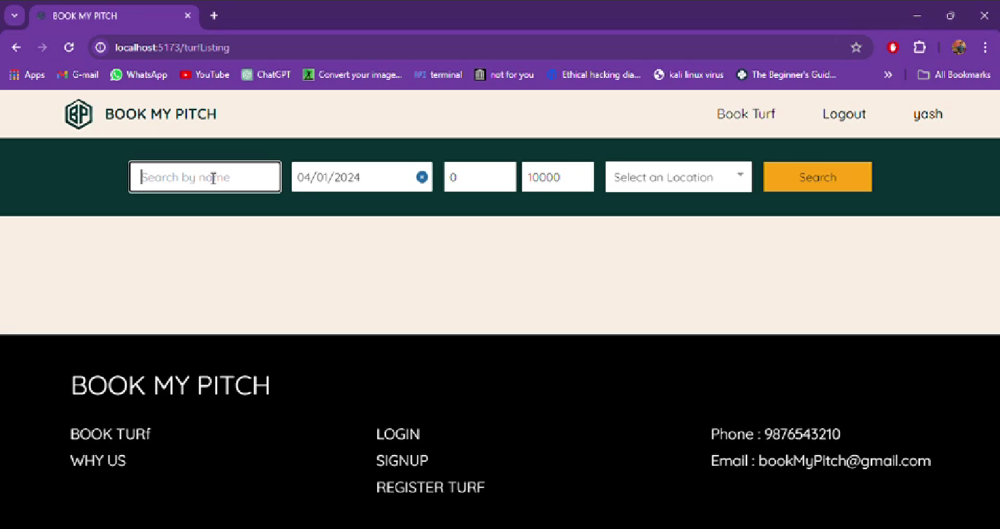 BOOK MY PITCH
localhost:5173/turfListing
Apps G-mail WhatsApp YouTube ChatGPT Convert your image... API terminal not for you Ethical hacking dia... kali linux virus The Beginner's Guid... All Bookmarks
BP BOOK MY PITCH Book Turf Logout yash
Search by name 04/01/2024 0 10000 Select an Location Search
BOOK MY PITCH
BOOK TURf LOGIN Phone : 9876543210
WHY US SIGNUP Email : bookMyPitch@gmail.com
REGISTER TURF